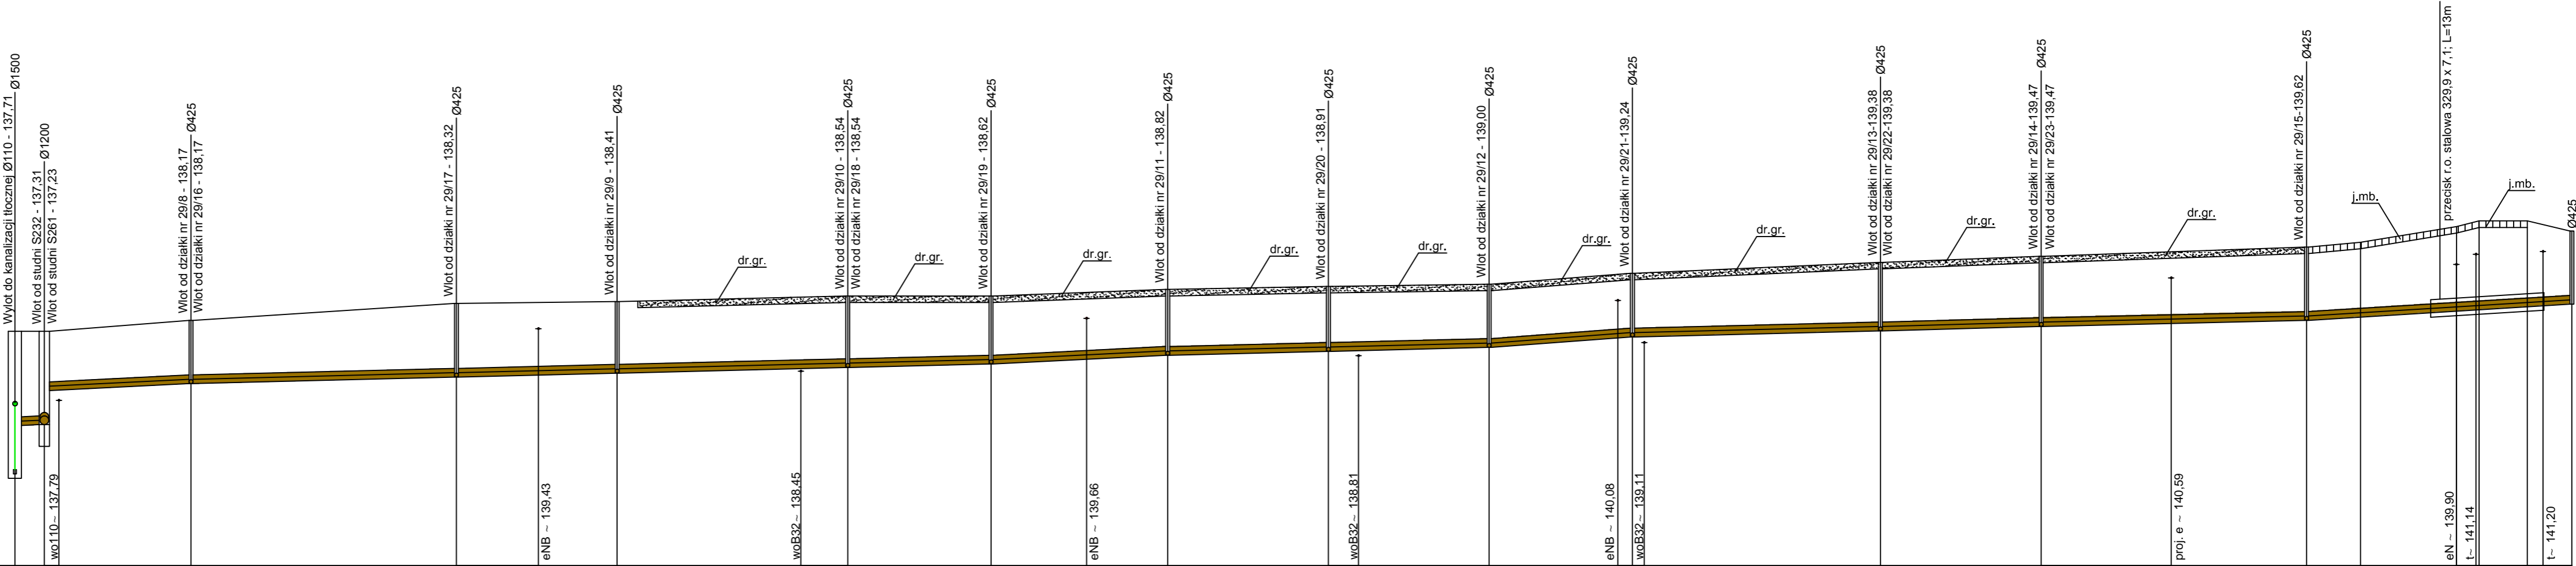 Wylot do kanalizacji tłocznej Ø110 - 137,71
Ø1500
Wlot od studni S232 - 137,31
Ø1200
Wlot od studni S261 - 137,23
wo110~ 137,79
Wlot od działki nr 29/8 - 138,17
Ø425
Wlot od działki nr 29/16 - 138,17
Wlot od działki nr 29/17 - 138,32
Ø425
eNB ~ 139,43
Wlot od działki nr 29/9 - 138,41
Ø425
dr.gr.
woB32~ 138,45
Wlot od działki nr 29/10 - 138,54
Ø425
Wlot od działki nr 29/18 - 138,54
dr.gr.
Wlot od działki nr 29/19 - 138,62
Ø425
dr.gr.
eNB ~ 139,66
Wlot od działki nr 29/11 - 138,82
Ø425
dr.gr.
Wlot od działki nr 29/20 - 138,91
Ø425
woB32~ 138,81
dr.gr.
Wlot od działki nr 29/12 - 139,00
Ø425
dr.gr.
eNB ~ 140,08
Wlot od działki nr 29/21-139,24
Ø425
woB32~ 139,11
dr.gr.
Wlot od działki nr 29/13-139,38
Ø425
Wlot od działki nr 29/22-139,38
dr.gr.
Wlot od działki nr 29/14-139,47
Ø425
Wlot od działki nr 29/23-139,47
proj. e ~ 140,59
dr.gr.
Wlot od działki nr 29/15-139,62
Ø425
j.mb.
przecisk r.o. stalowa 329,9 x 7,1; L=13m
eN ~ 139,90
t~ 141,14
j.mb.
t~ 141,20
Ø425